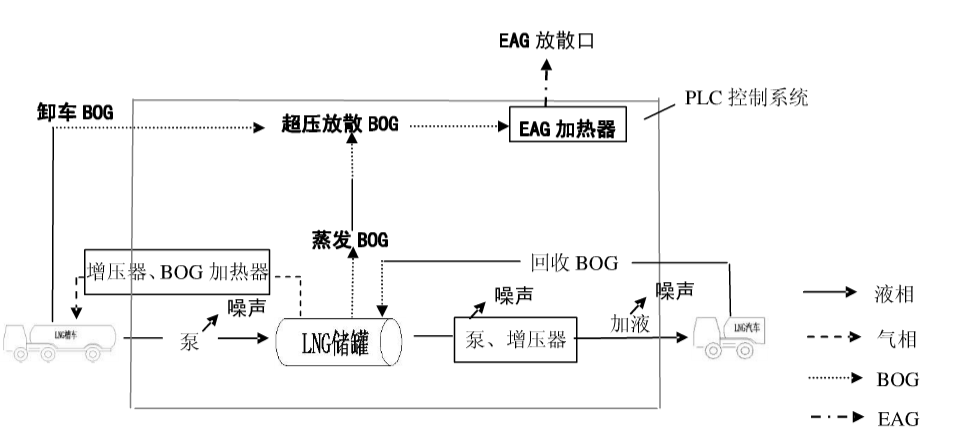 EAG 放散口
PLC 控制系统
卸车 BOG
超压放散 BOG
EAG 加热器
蒸发 BOG
回收 BOG
增压器、BOG 加热器
噪声
噪声
噪声
液相
LNG槽车
泵
LNG储罐
泵、增压器
加液
LNG汽车
气相
BOG
EAG